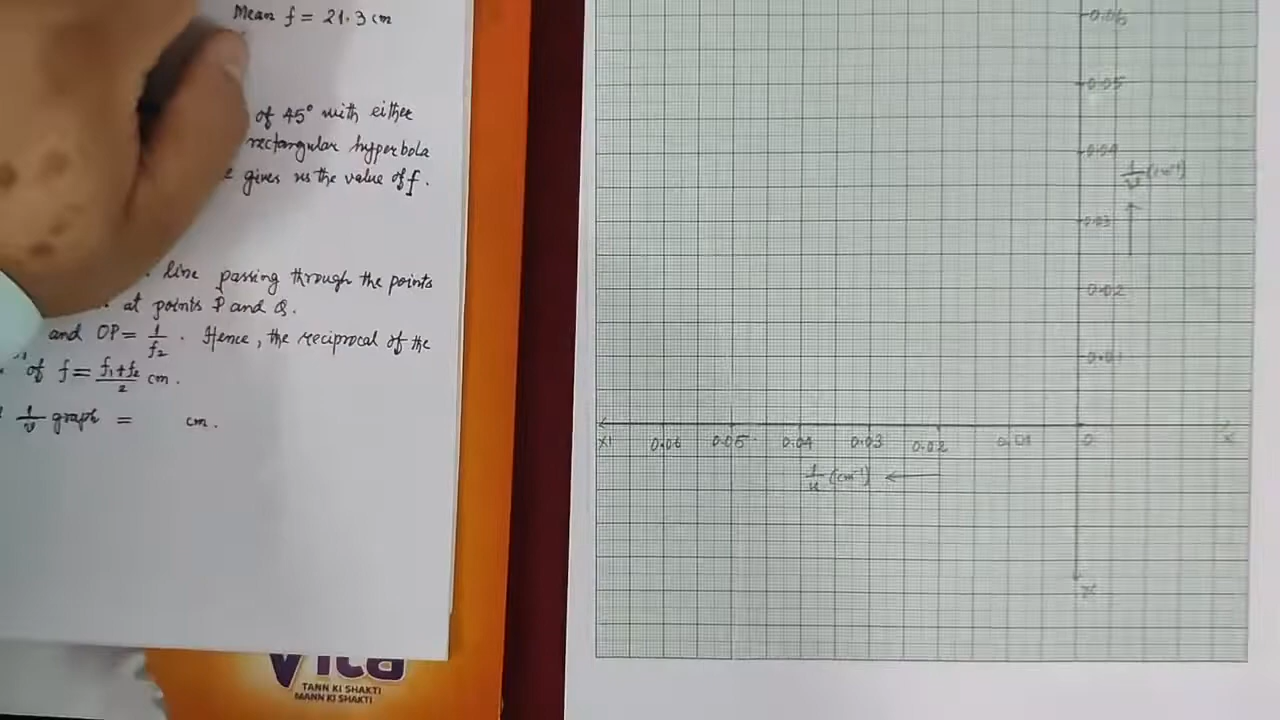 Mean f = 21.3 cm
of 45° with either
rectangular hyperbola
gives us the value of f.
line passing through the points
at points P and Q.
and OP = 1/f₂ . Hence, the reciprocal of the
of f = f₁+f₂/2 cm.
1/v graph = cm.
Vita
TANN KI SHAKTI
MANN KI SHAKTI
0.06
0.05
0.04
1/v (cm⁻¹)
0.03
0.02
0.01
X' 0.06 0.05 0.04 0.03 0.02 0.01 0 X
1/u (cm⁻¹)